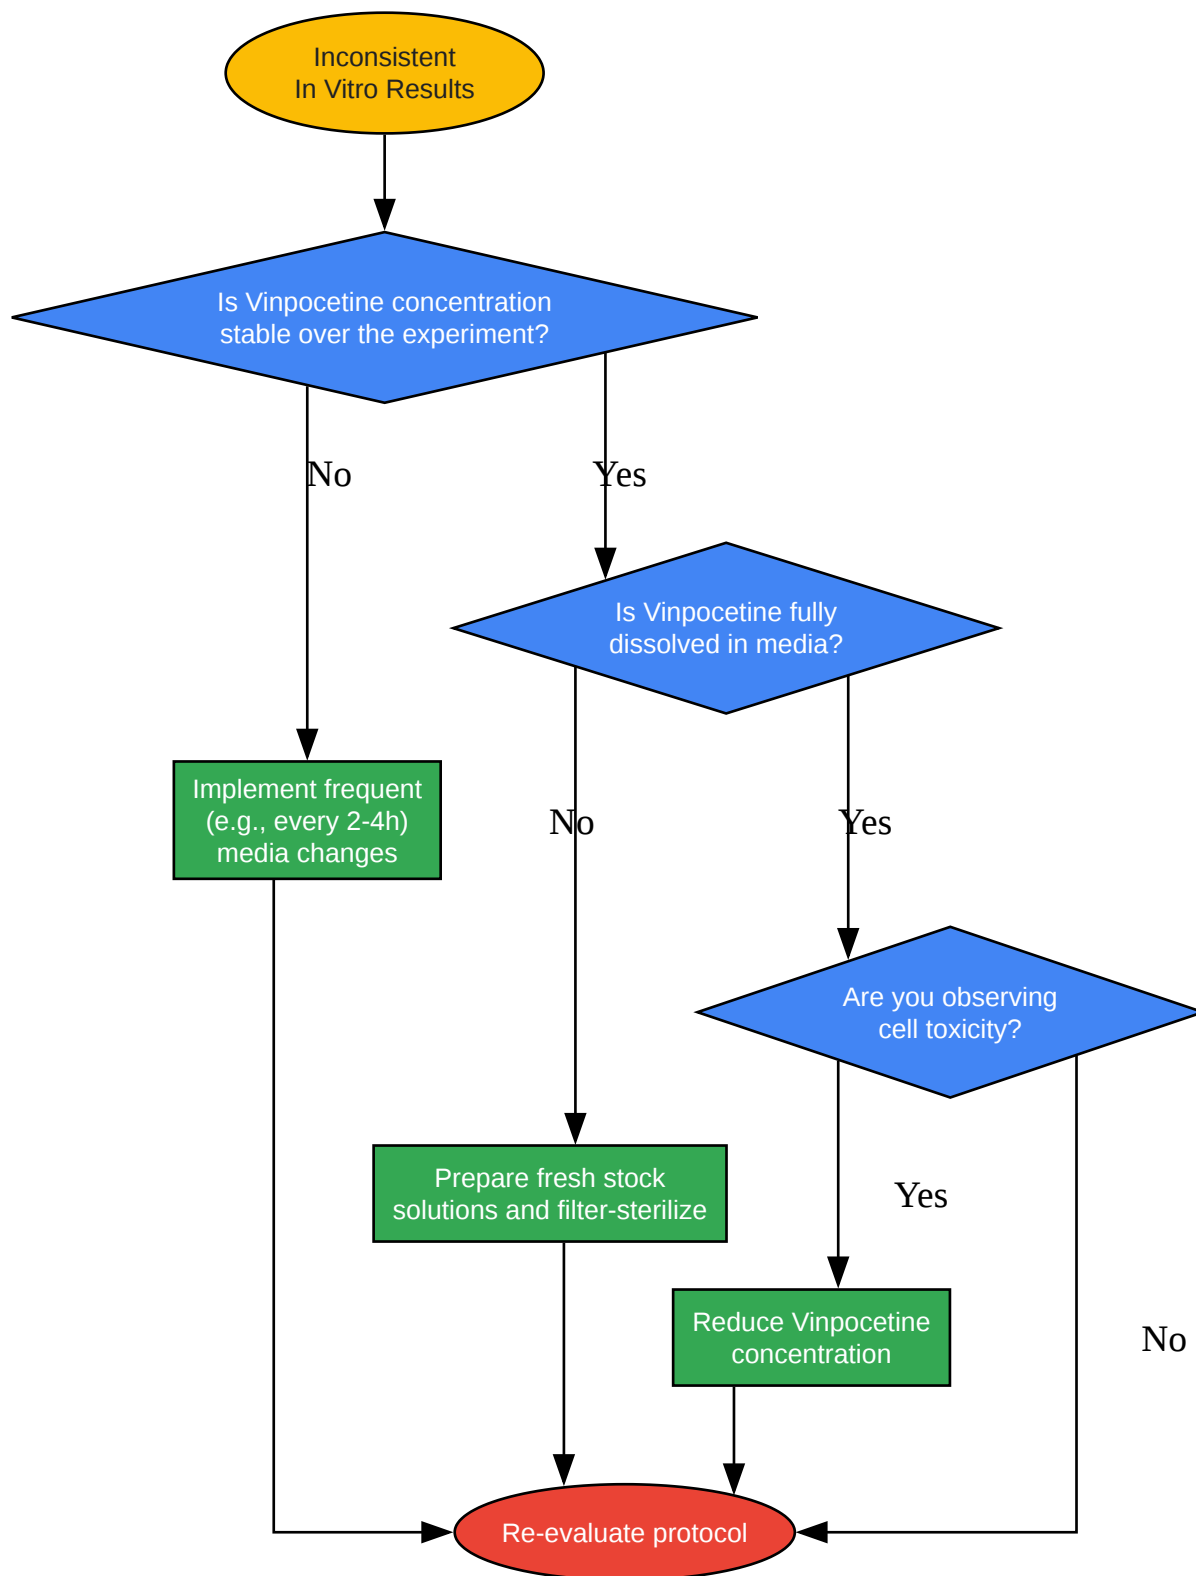 Inconsistent
In Vitro Results
Is Vinpocetine concentration
stable over the experiment?
No
Yes
Is Vinpocetine fully
dissolved in media?
Implement frequent
(e.g., every 2-4h)
media changes
No
Yes
Are you observing
cell toxicity?
Prepare fresh stock
solutions and filter-sterilize
Yes
Reduce Vinpocetine
concentration
No
Re-evaluate protocol